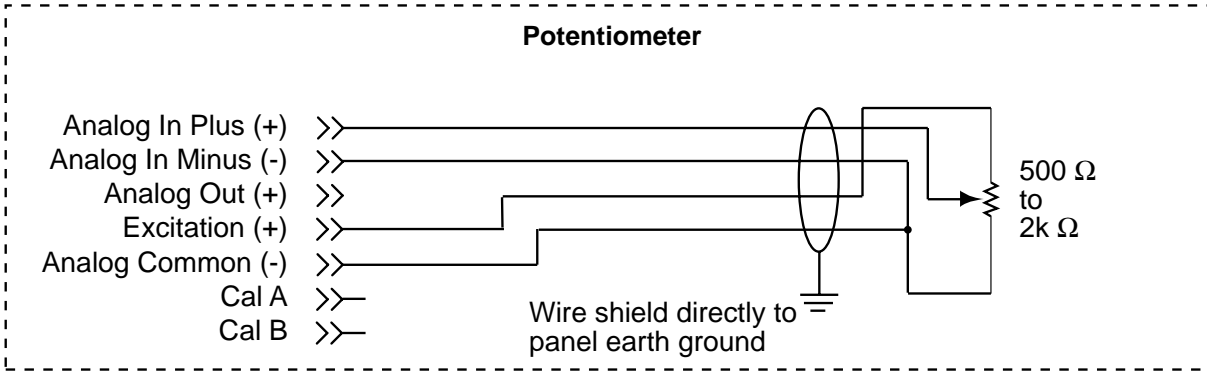 Potentiometer
Analog In Plus (+)
Analog In Minus (-)
Analog Out (+)
Excitation (+)
Analog Common (-)
Cal A
Cal B
500 Ω
to
2k Ω
Wire shield directly to
panel earth ground